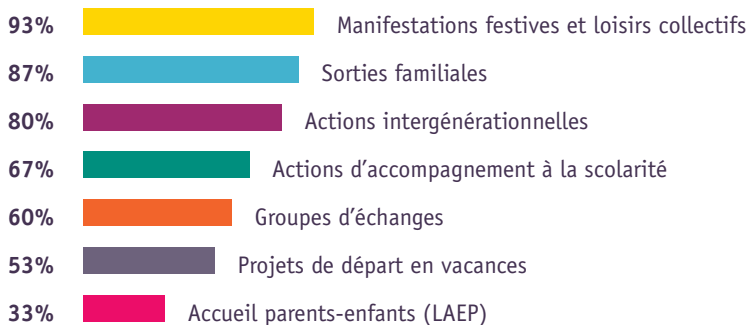 93% Manifestations festives et loisirs collectifs
87% Sorties familiales
80% Actions intergénérationnelles
67% Actions d’accompagnement à la scolarité
60% Groupes d’échanges
53% Projets de départ en vacances
33% Accueil parents-enfants (LAEP)